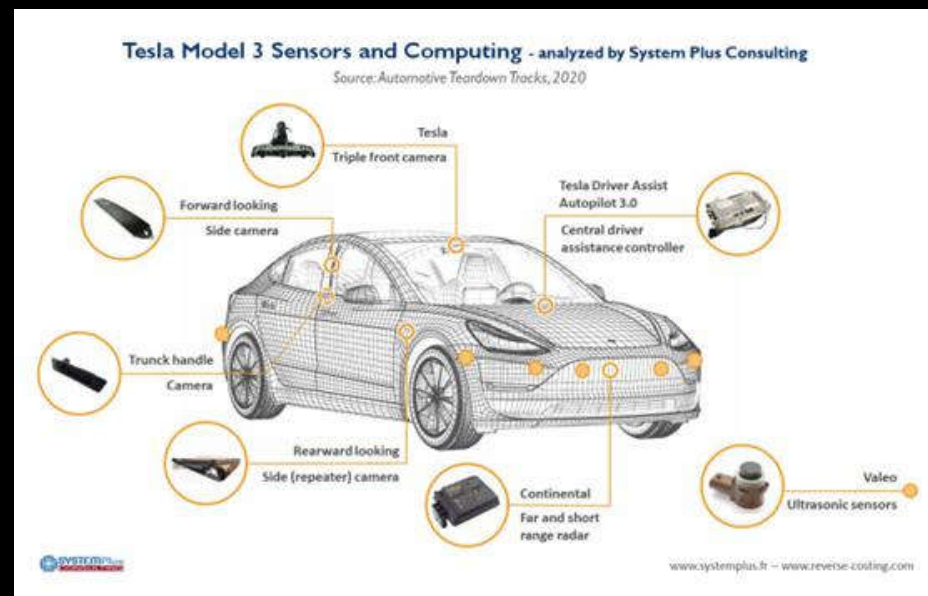 Tesla Model 3 Sensors and Computing - analyzed by System Plus Consulting
Source: Automotive Teardown Tracks, 2020
Tesla
Triple front camera
Forward looking
Side camera
Tesla Driver Assist
Autopilot 3.0
Central driver
assistance controller
Trunck handle
Camera
Rearward looking
Side (repeater) camera
Continental
Far and short
range radar
Valeo
Ultrasonic sensors
SYSTEMPlus
CONSULTING
www.systemplus.fr – www.reverse-costing.com